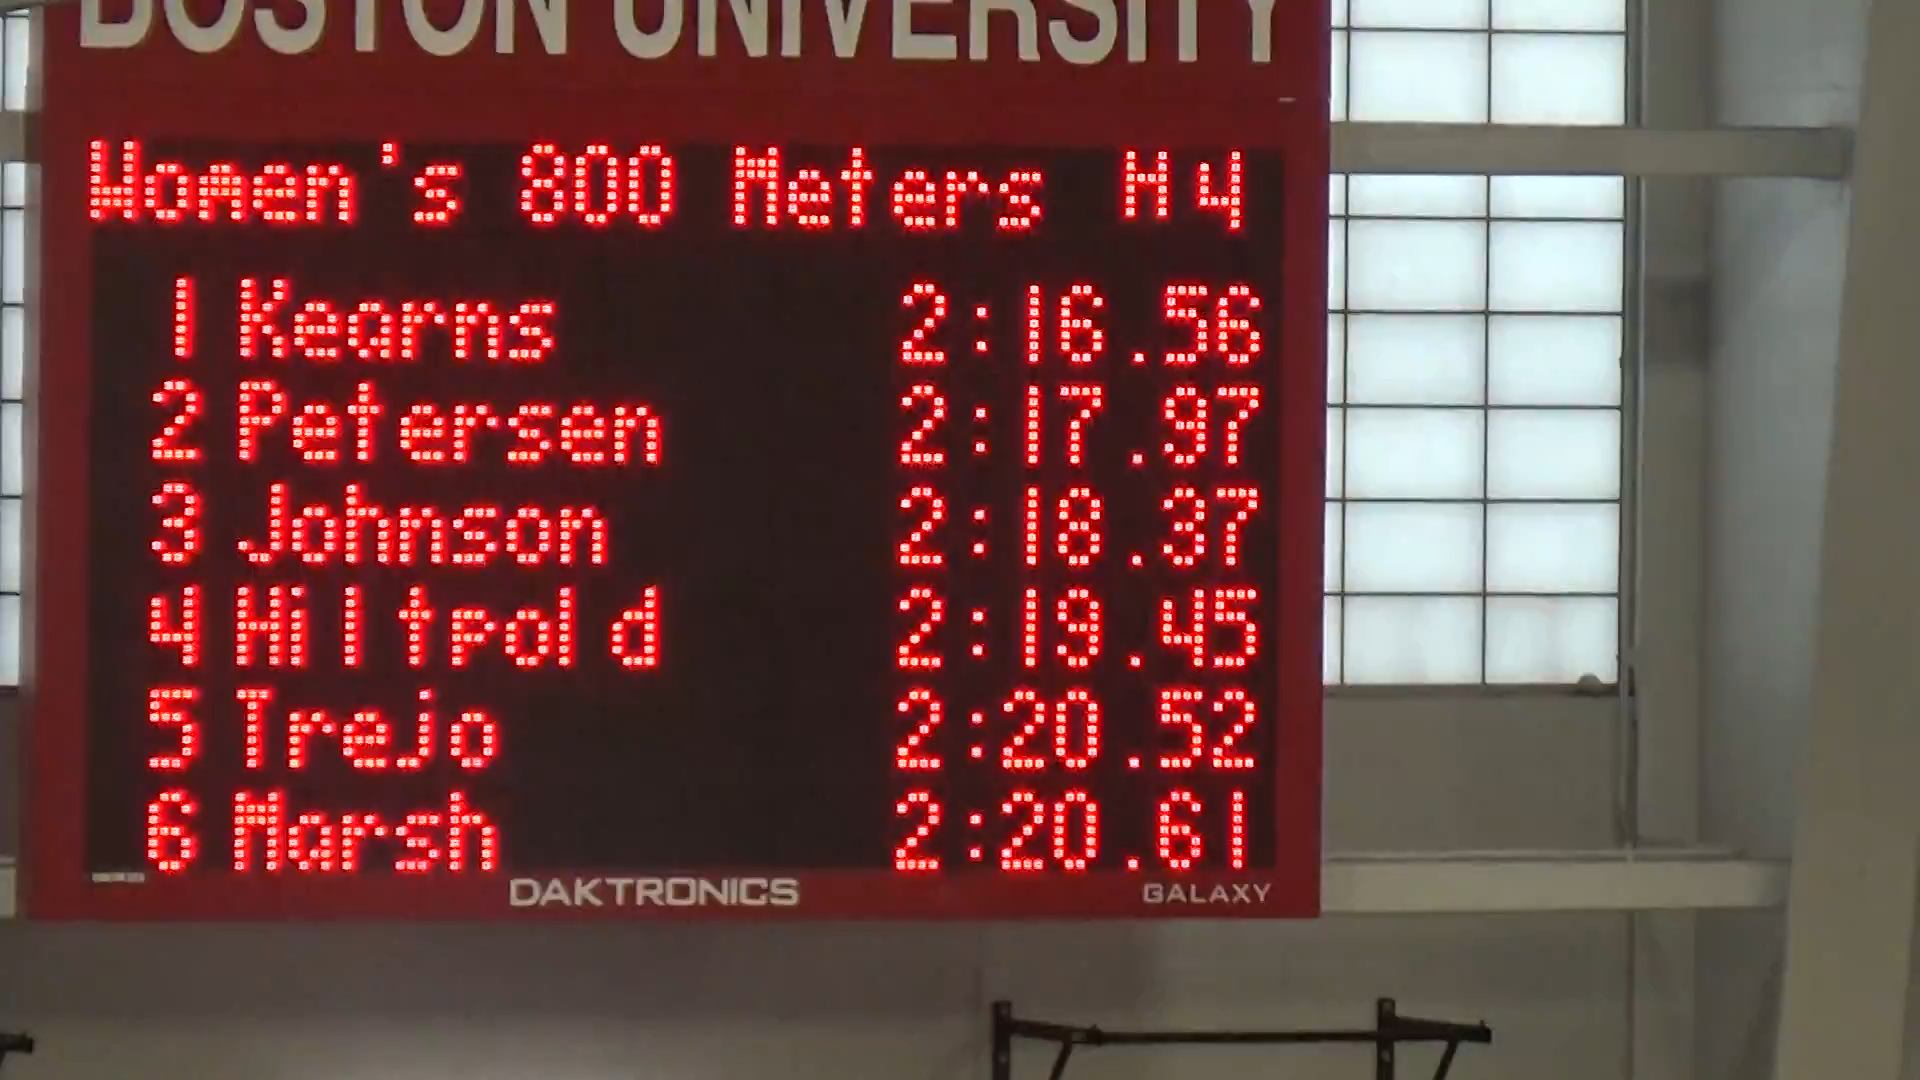 BOSTON UNIVERSITY
Women's 800 Meters H4
1 Kearns 2:16.56
2 Petersen 2:17.97
3 Johnson 2:18.37
4 Hiltpold 2:19.45
5 Trejo 2:20.52
6 Marsh 2:20.61
DAKTRONICS GALAXY